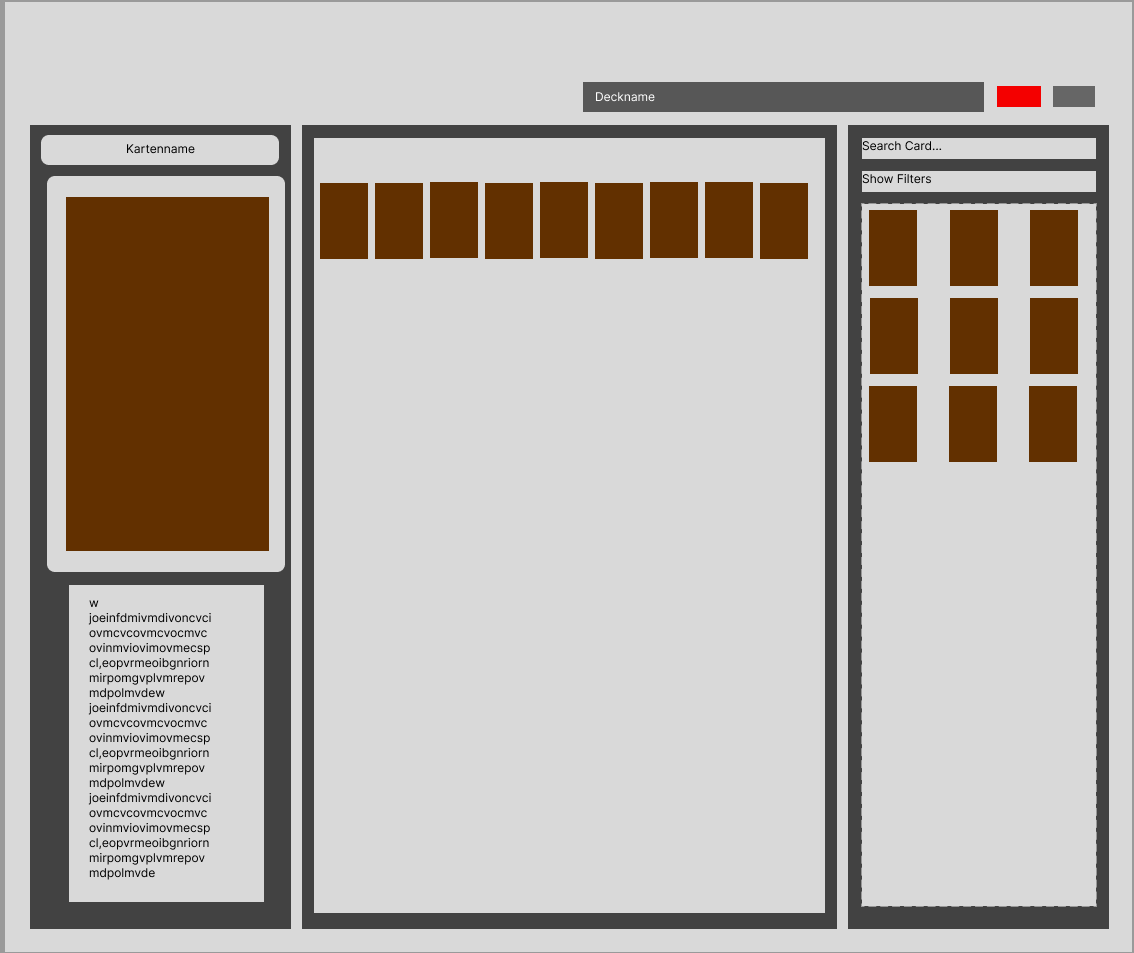 Deckname
Kartenname
Search Card...
Show Filters
w
joeinfdmivmdivoncvci
ovmcvcovmcvocmvc
ovinmviovimovmecsp
cl,eopvrmeoibgnriorn
mirpomgvplvmrepov
mdpolmvdew
joeinfdmivmdivoncvci
ovmcvcovmcvocmvc
ovinmviovimovmecsp
cl,eopvrmeoibgnriorn
mirpomgvplvmrepov
mdpolmvdew
joeinfdmivmdivoncvci
ovmcvcovmcvocmvc
ovinmviovimovmecsp
cl,eopvrmeoibgnriorn
mirpomgvplvmrepov
mdpolmvde